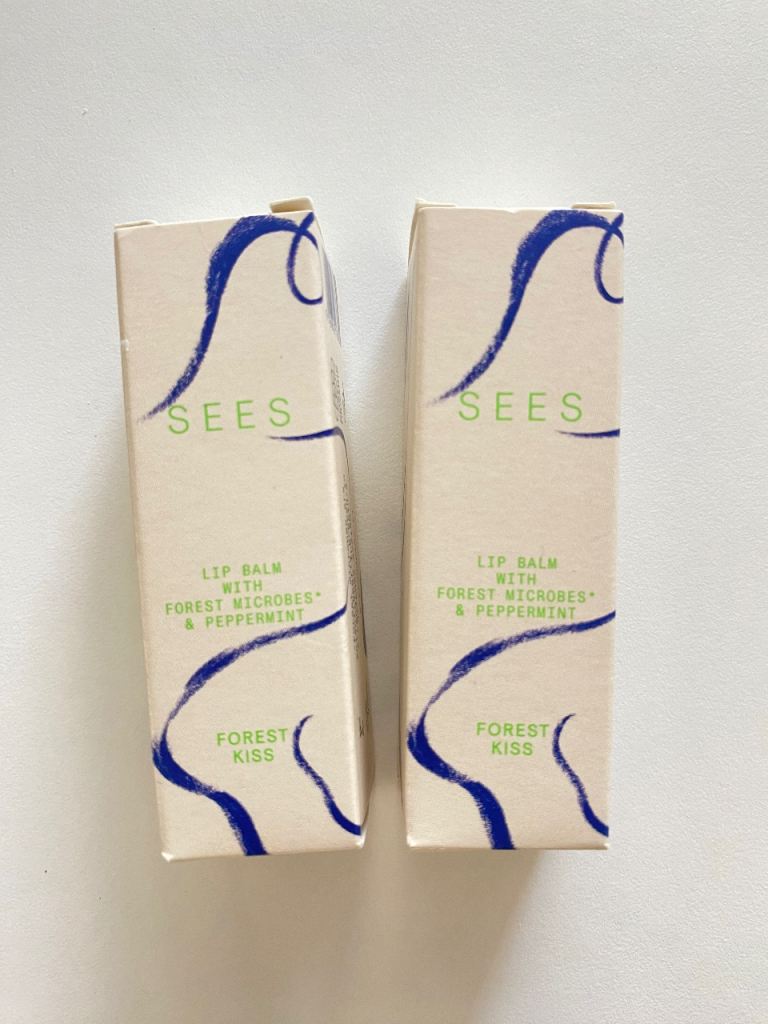 SEES
LIP BALM
WITH
FOREST MICROBES*
& PEPPERMINT
FOREST
KISS
SEES
LIP BALM
WITH
FOREST MICROBES*
& PEPPERMINT
FOREST
KISS